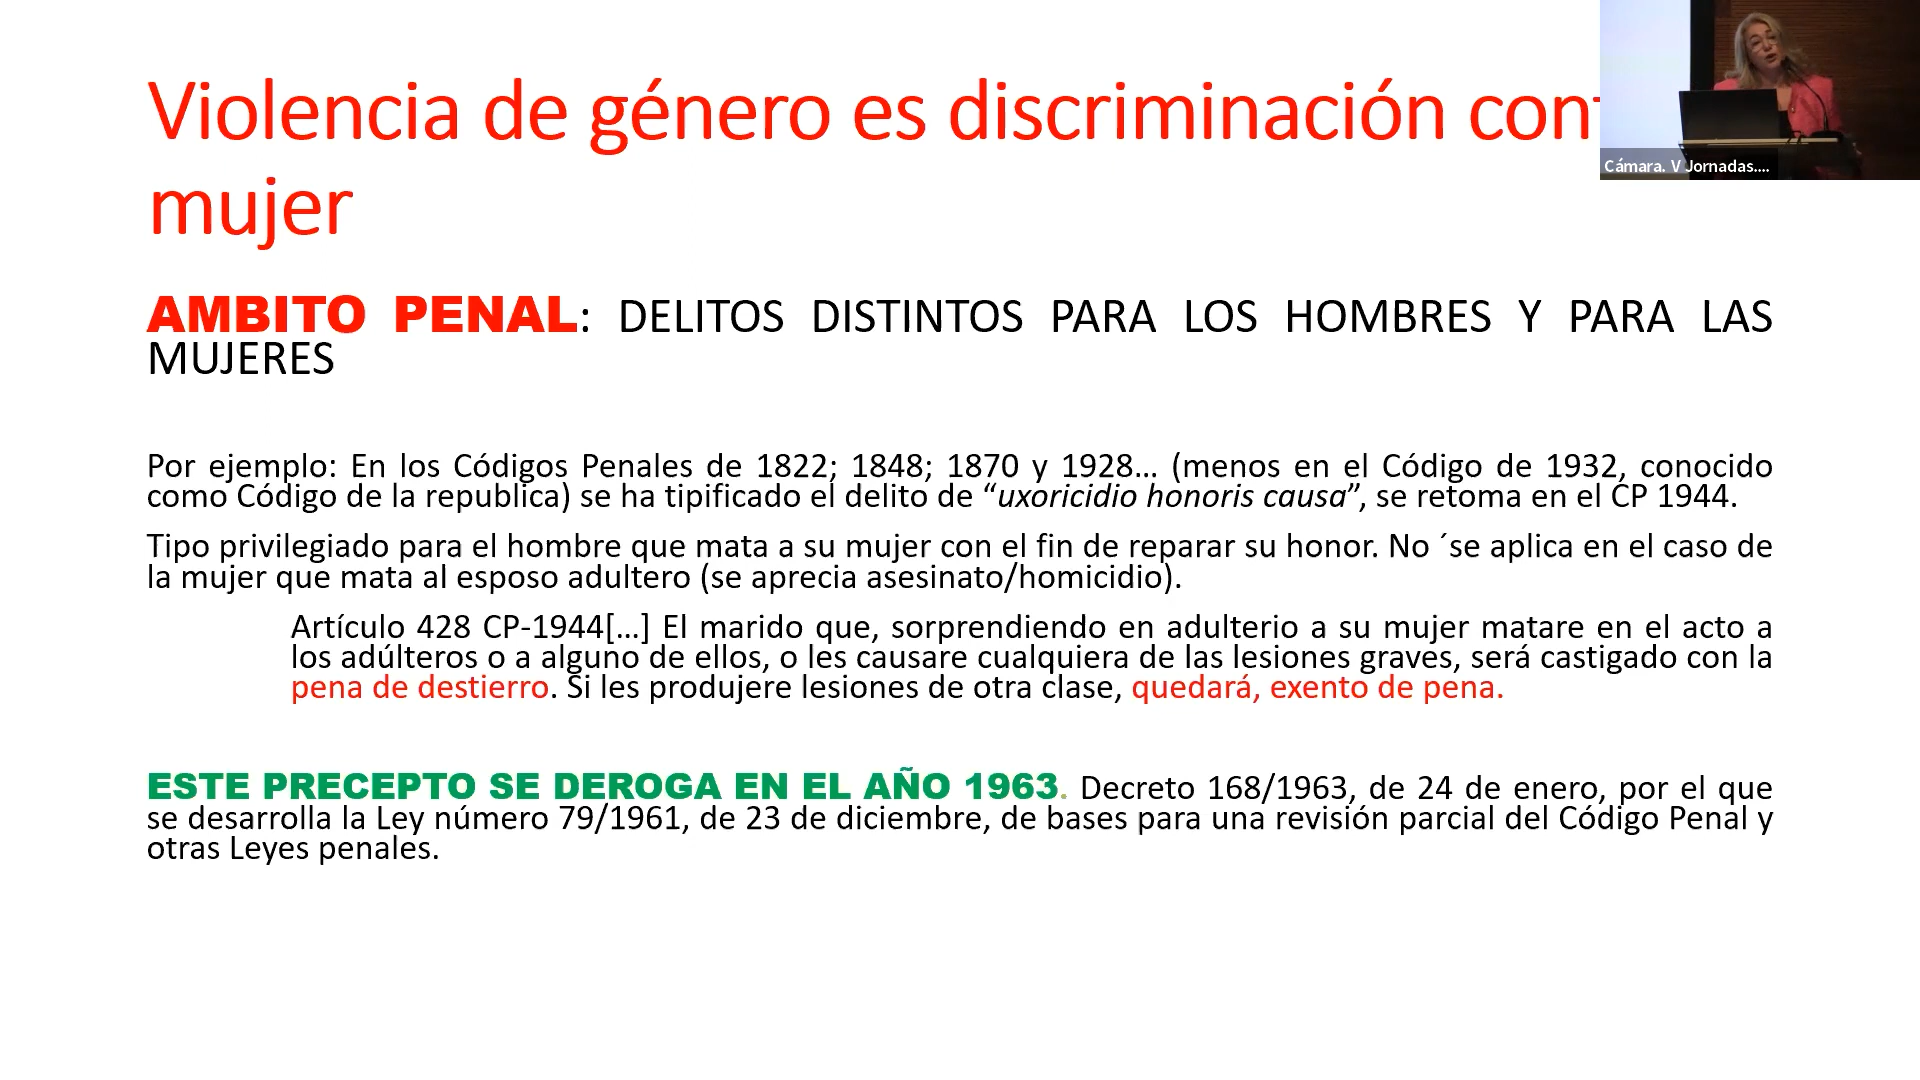 Violencia de género es discriminación con
mujer
Cámara. V Jornadas....
AMBITO PENAL: DELITOS DISTINTOS PARA LOS HOMBRES Y PARA LAS
MUJERES
Por ejemplo: En los Códigos Penales de 1822; 1848; 1870 y 1928... (menos en el Código de 1932, conocido
como Código de la republica) se ha tipificado el delito de “uxoricidio honoris causa”, se retoma en el CP 1944.
Tipo privilegiado para el hombre que mata a su mujer con el fin de reparar su honor. No ´se aplica en el caso de
la mujer que mata al esposo adultero (se aprecia asesinato/homicidio).
Artículo 428 CP-1944[...] El marido que, sorprendiendo en adulterio a su mujer matare en el acto a
los adúlteros o a alguno de ellos, o les causare cualquiera de las lesiones graves, será castigado con la
pena de destierro. Si les produjere lesiones de otra clase, quedará, exento de pena.
ESTE PRECEPTO SE DEROGA EN EL AÑO 1963. Decreto 168/1963, de 24 de enero, por el que
se desarrolla la Ley número 79/1961, de 23 de diciembre, de bases para una revisión parcial del Código Penal y
otras Leyes penales.